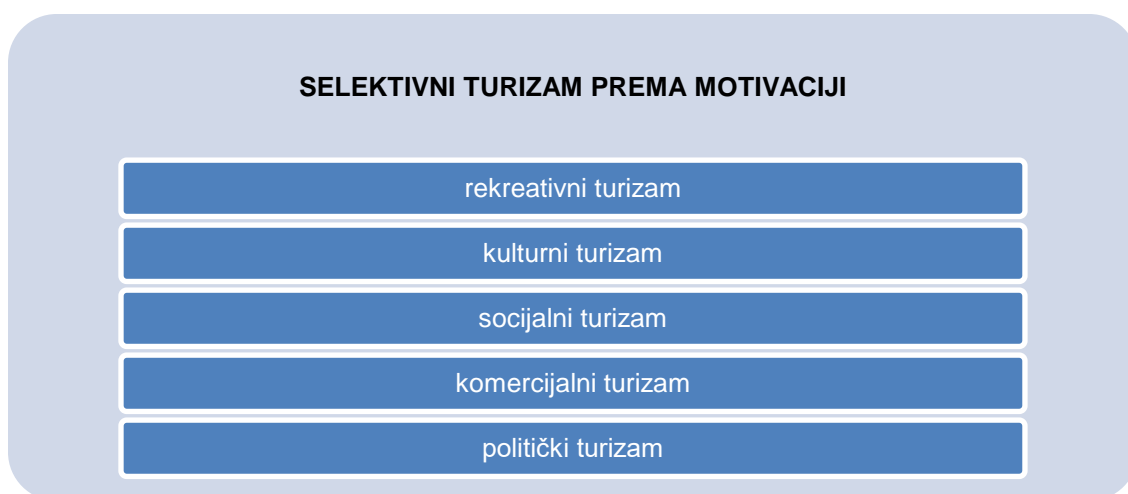 SELEKTIVNI TURIZAM PREMA MOTIVACIJI
rekreativni turizam
kulturni turizam
socijalni turizam
komercijalni turizam
politički turizam